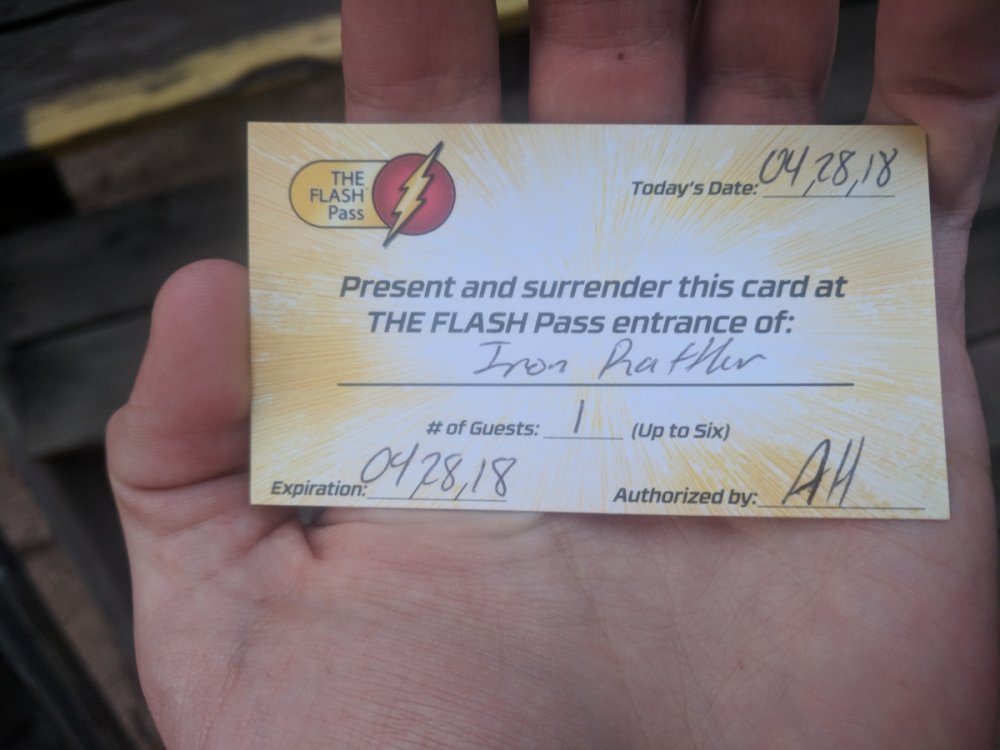 THE
FLASH
Pass
Today's Date: 04,28,18
Present and surrender this card at
THE FLASH Pass entrance of:
Iron Rattler
# of Guests: 1 (Up to Six)
Expiration: 04,28,18
Authorized by: AH